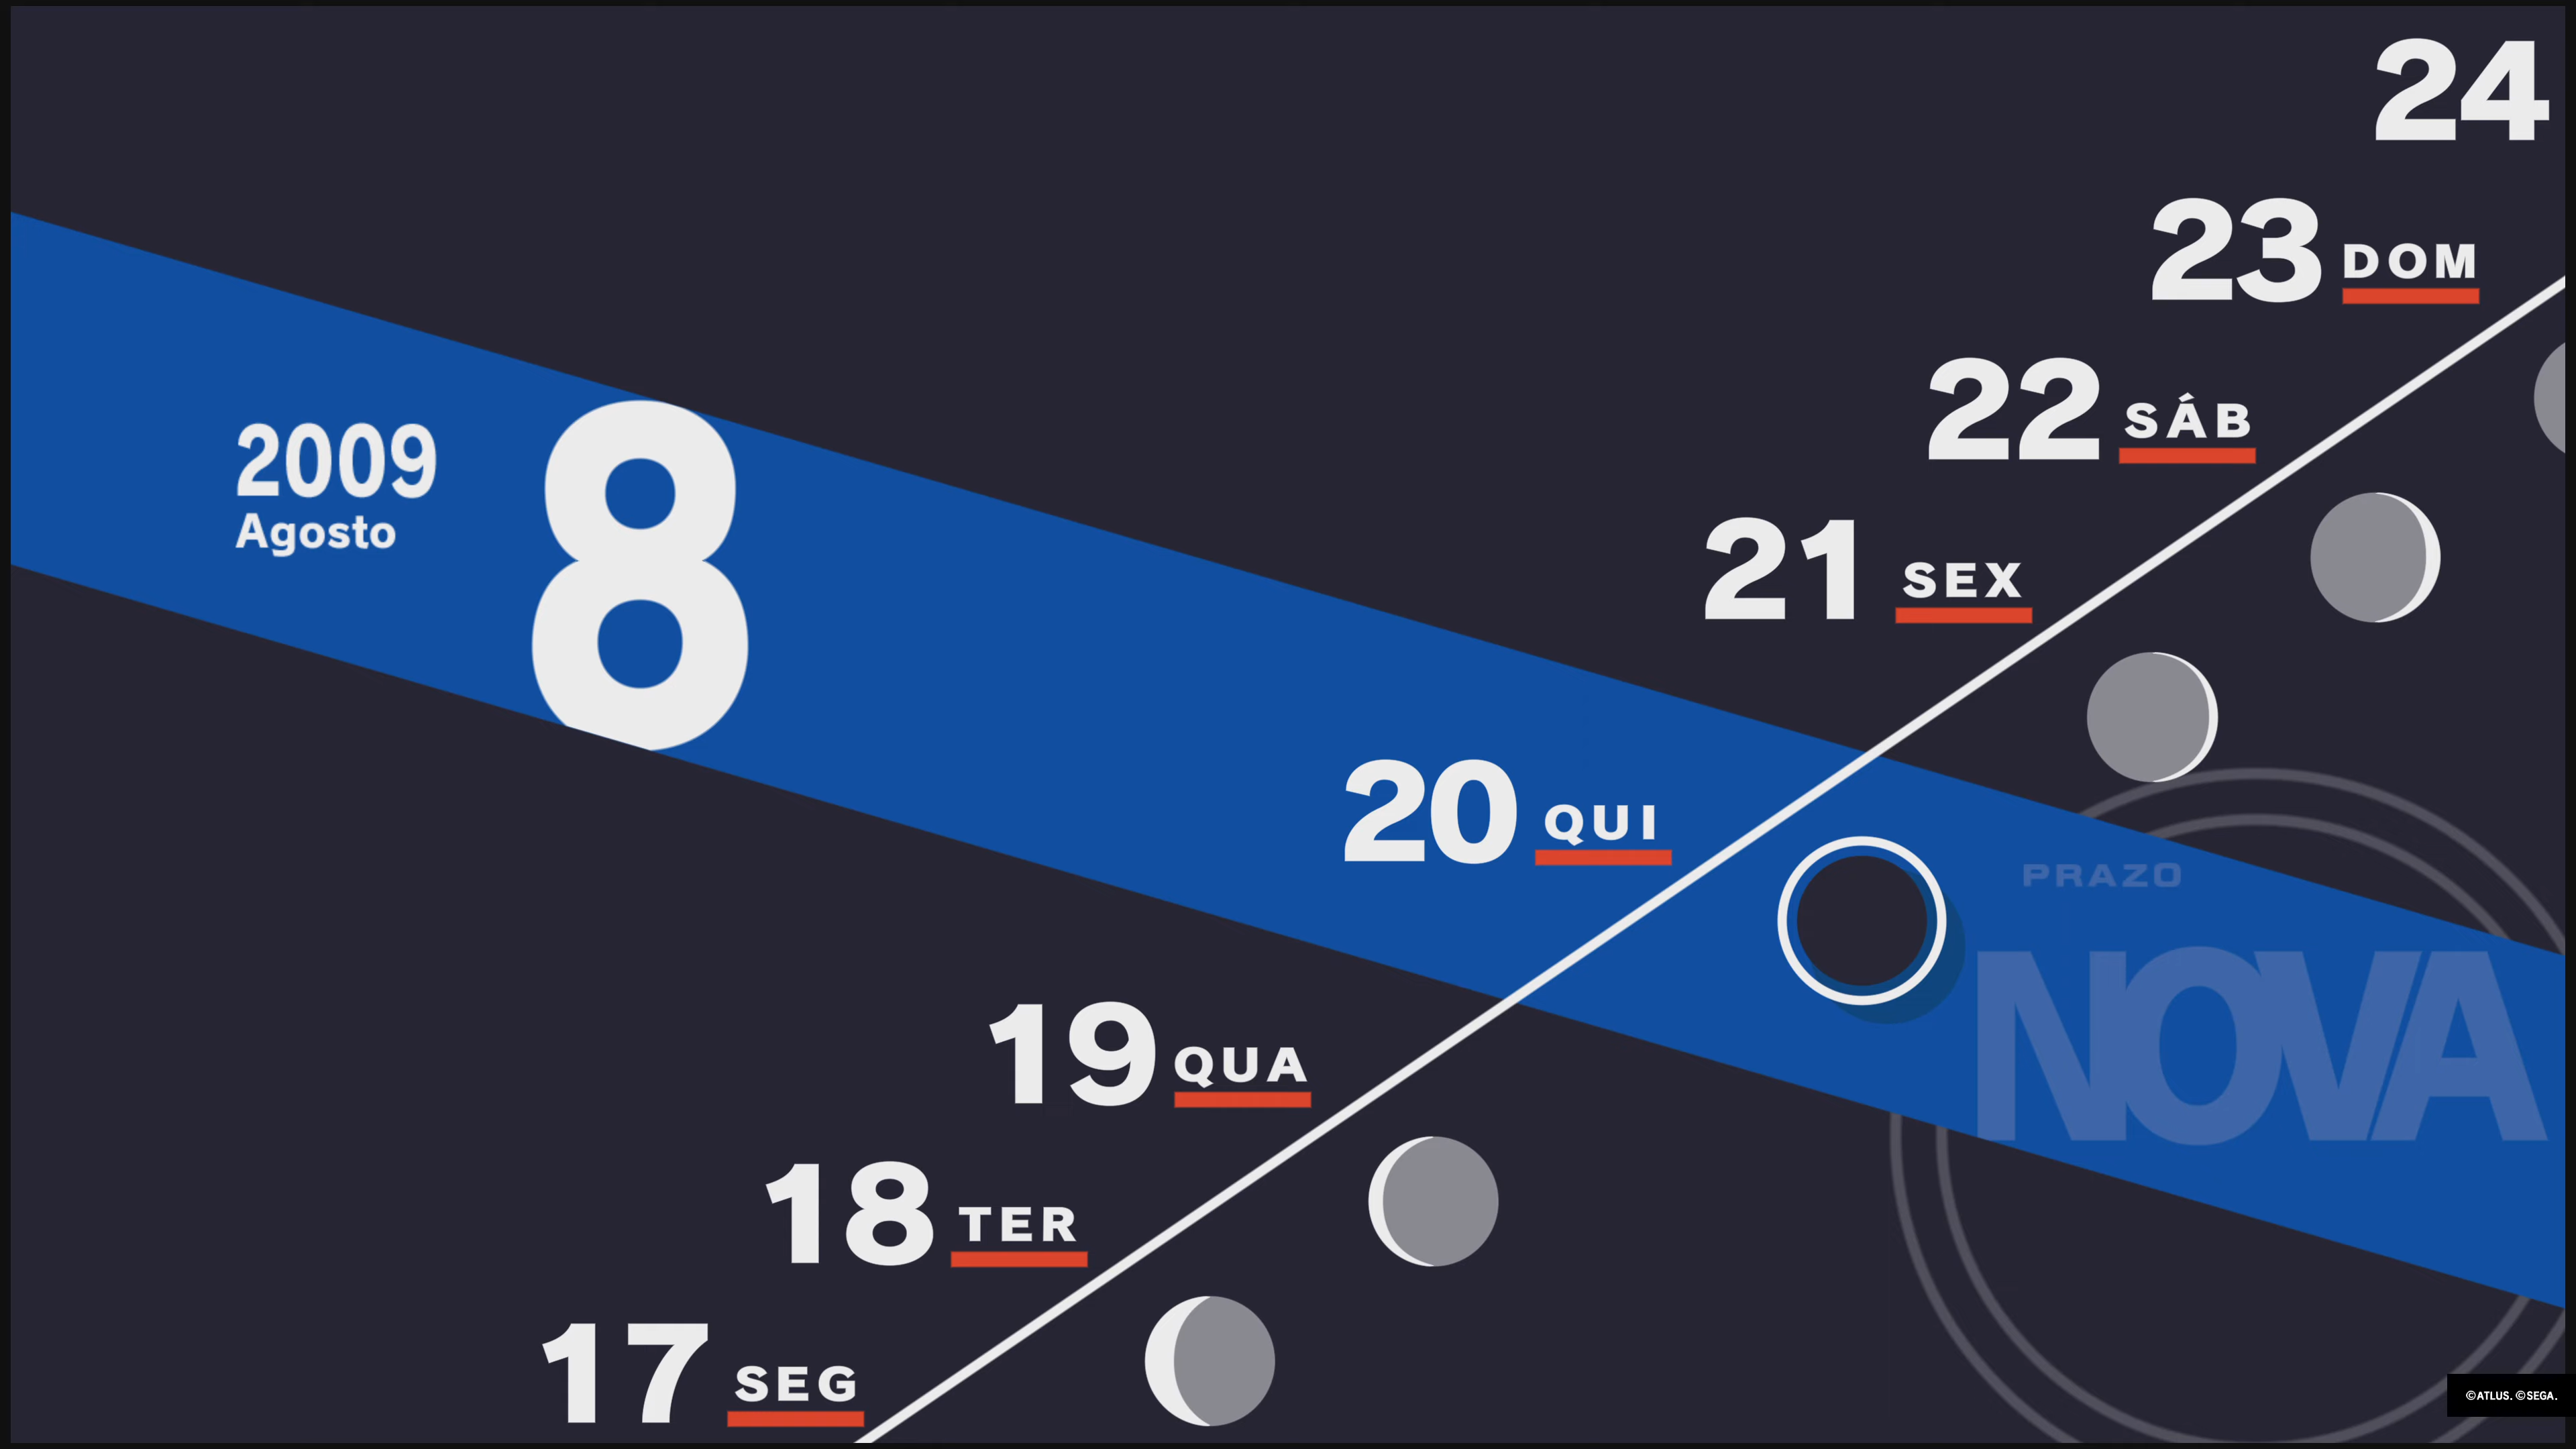 24
23 DOM
22 SÁB
21 SEX
2009
Agosto
8
20 QUI
PRAZO
NOVA
19 QUA
18 TER
17 SEG
©ATLUS. ©SEGA.